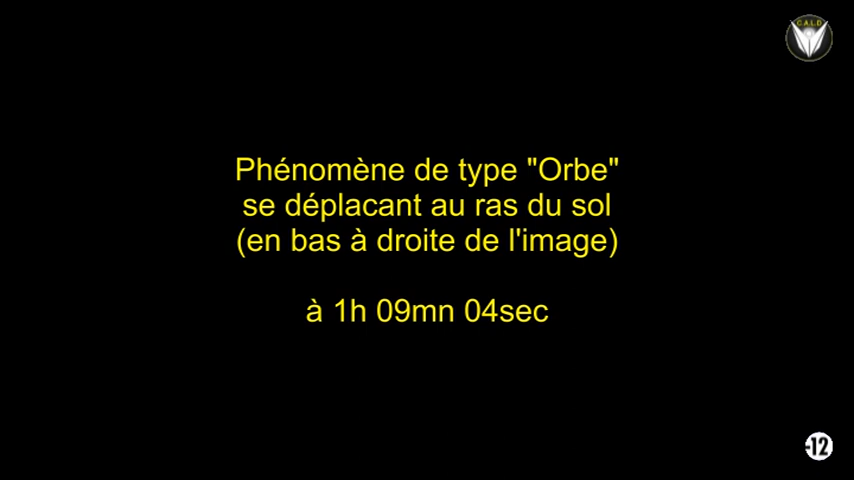 C.A.L.D
Phénomène de type "Orbe"
se déplacant au ras du sol
(en bas à droite de l'image)
à 1h 09mn 04sec
-12